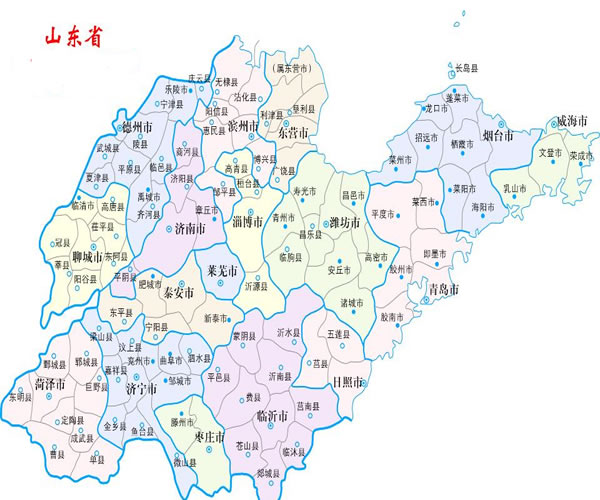 山东省
长岛县
庆云县
无棣县
(属东营市)
乐陵市
沾化县
蓬莱市
宁津县
阳信县
利津县
垦利县
龙口市
威海市
德州市
惠民县
滨州市
东营市
招远市
栖霞市
烟台市
武城县
陵县
商河县
文登市
荣成市
平原县
临邑县
高青县
博兴县
莱州市
夏津县
济阳县
桓台县
饶县
禹城市
邹平县
寿光市
昌邑市
莱阳市
乳山市
临清市
高唐县
齐河县
章丘市
莱西市
海阳市
冠县
茌平县
济南市
淄博市
青州市
潍坊市
平度市
聊城市
东阿县
昌乐县
即墨市
莘县
莱芜市
临朐县
高密市
胶州市
阳谷县
平阴县
肥城市
安丘市
泰安市
沂源县
青岛市
东平县
新泰市
诸城市
胶南市
宁阳县
梁山县
蒙阴县
沂水县
五莲县
鄄城县
郓城县
汶上县
兖州市
曲阜市
泗水县
莒县
嘉祥县
平邑县
沂南县
日照市
菏泽市
巨野县
济宁市
邹城市
东明县
费县
莒南县
定陶县
金乡县
鱼台县
滕州市
临沂市
成武县
枣庄市
曹县
单县
微山县
苍山县
临沭县
郯城县